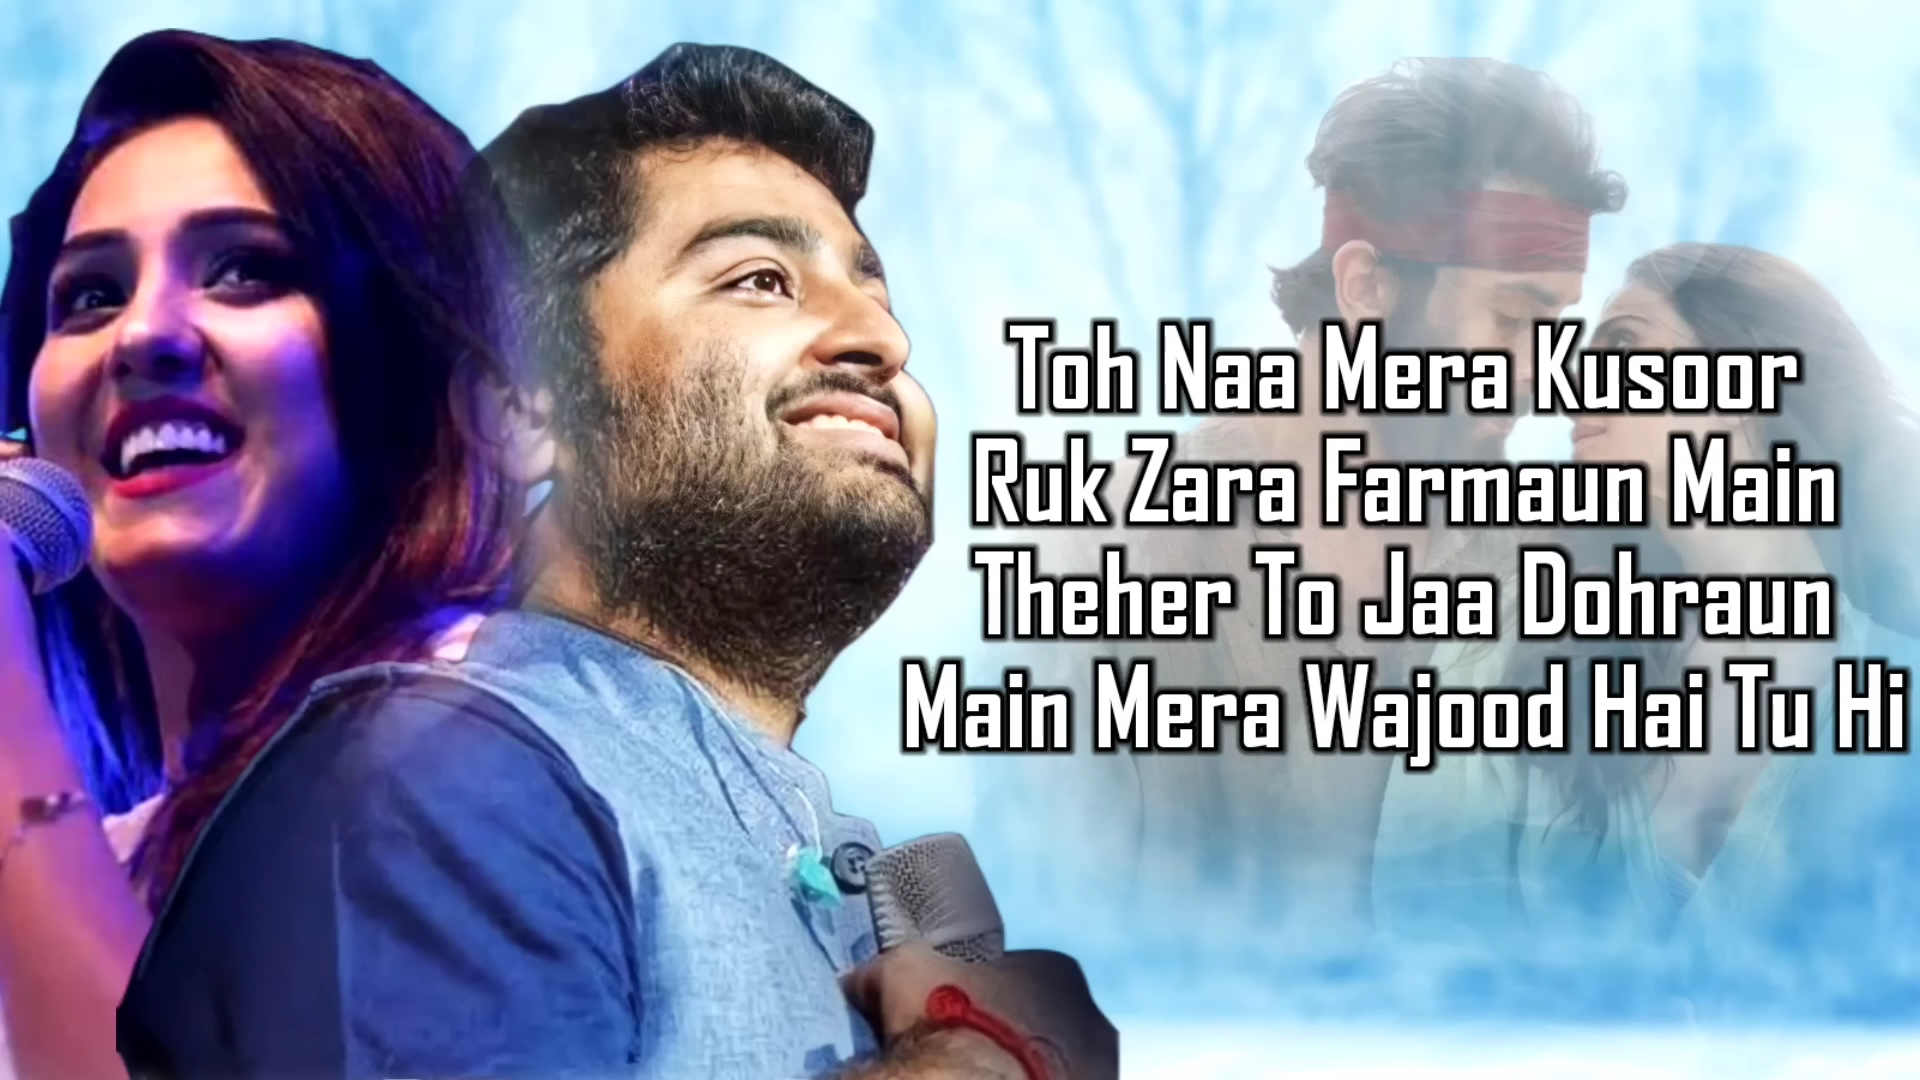 Toh Naa Mera Kusoor
Ruk Zara Farmaun Main
Theher To Jaa Dohraun
Main Mera Wajood Hai Tu Hi